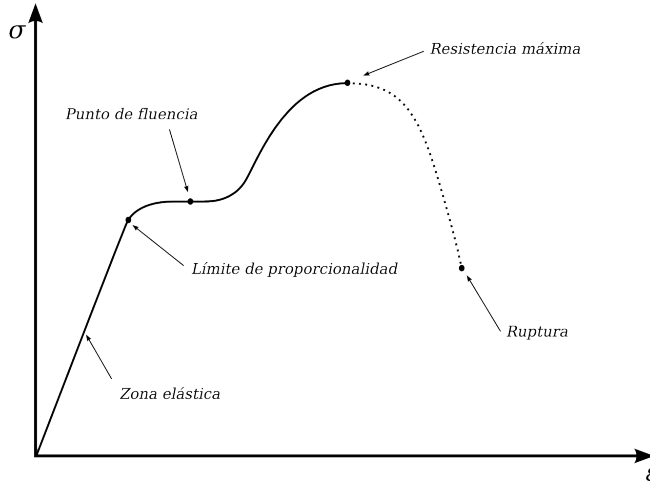 σ
Resistencia máxima
Punto de fluencia
Límite de proporcionalidad
Ruptura
Zona elástica
ε